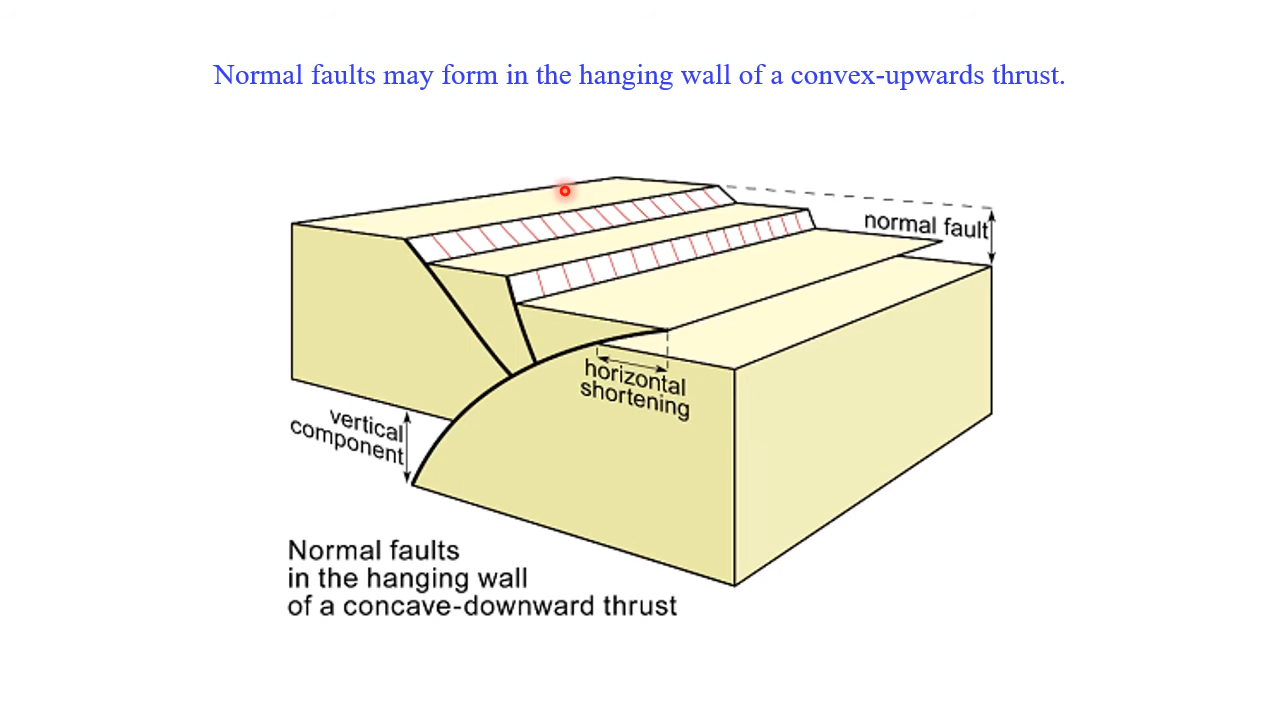 Normal faults may form in the hanging wall of a convex-upwards thrust.
normal fault
horizontal
shortening
vertical
component
Normal faults
in the hanging wall
of a concave-downward thrust